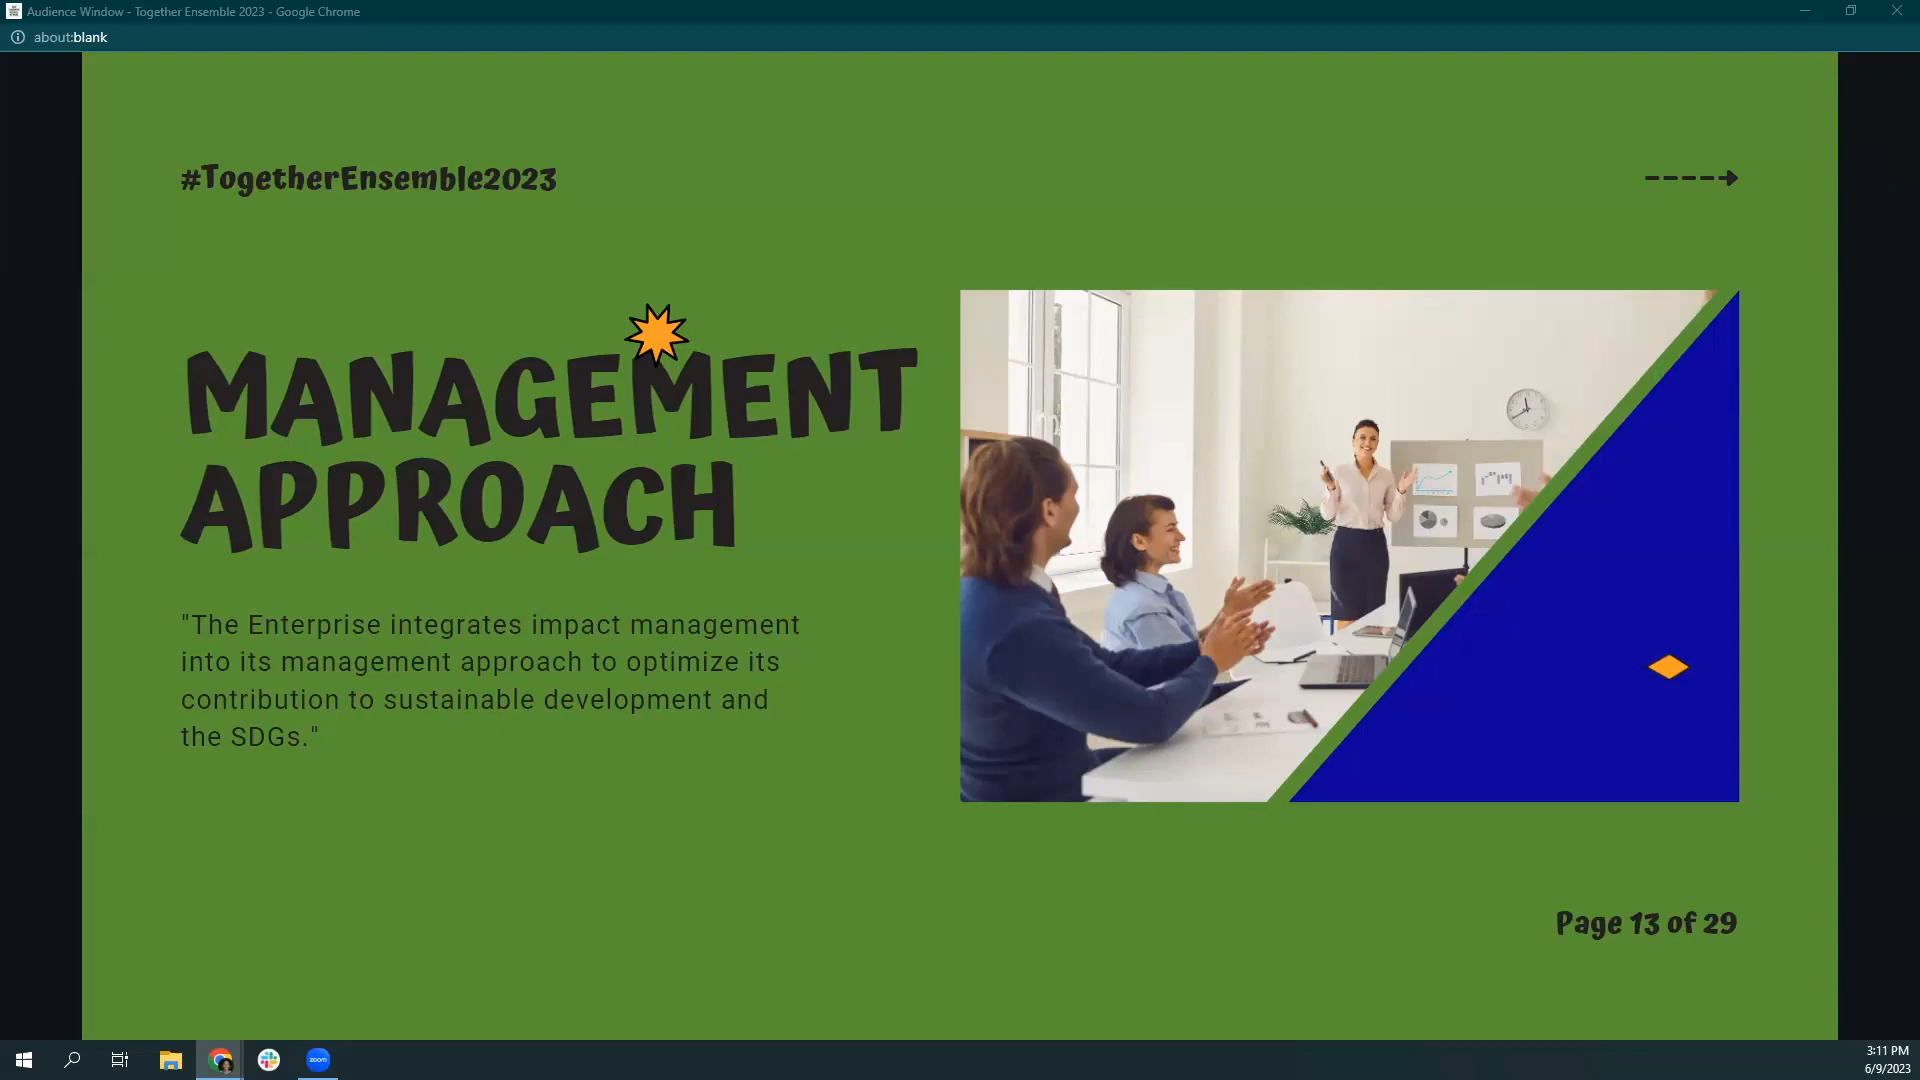 Audience Window - Together Ensemble 2023 - Google Chrome
about:blank
#TogetherEnsemble2023
MANAGEMENT
APPROACH
"The Enterprise integrates impact management
into its management approach to optimize its
contribution to sustainable development and
the SDGs."
Page 13 of 29
zoom
3:11 PM
6/9/2023